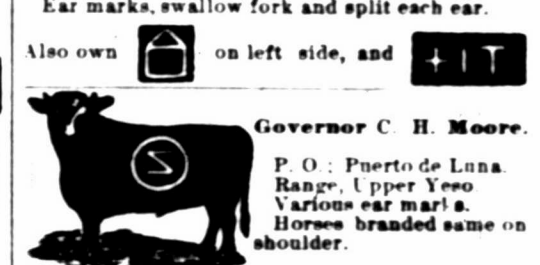 Ear marks, swallow fork and split each ear.
Also own on left side, and + I T
Governor C. H. Moore.
P. O.: Puerto de Luna.
Range, Upper Yeso.
Various ear marks.
Horses branded same on
shoulder.